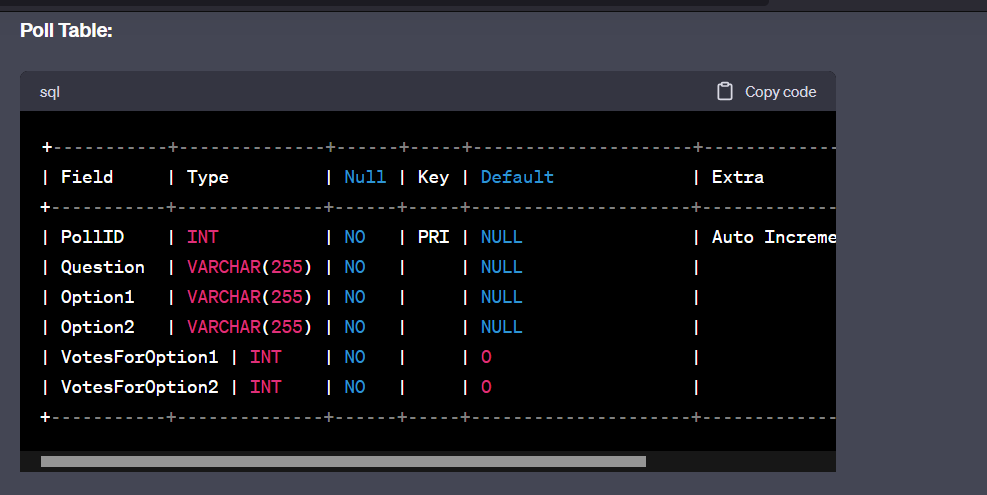 Poll Table:
sql Copy code
+-----------+--------------+------+-----+---------------------+-------------
| Field | Type | Null | Key | Default | Extra
+-----------+--------------+------+-----+---------------------+-------------
| PollID | INT | NO | PRI | NULL | Auto Increme
| Question | VARCHAR(255) | NO | | NULL |
| Option1 | VARCHAR(255) | NO | | NULL |
| Option2 | VARCHAR(255) | NO | | NULL |
| VotesForOption1 | INT | NO | | 0 |
| VotesForOption2 | INT | NO | | 0 |
+-----------+--------------+------+-----+---------------------+-------------